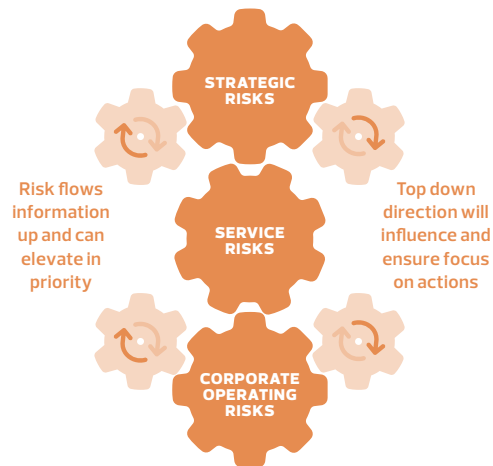 STRATEGIC
RISKS
Risk flows
information
up and can
elevate in
priority
SERVICE
RISKS
Top down
direction will
influence and
ensure focus
on actions
CORPORATE
OPERATING
RISKS